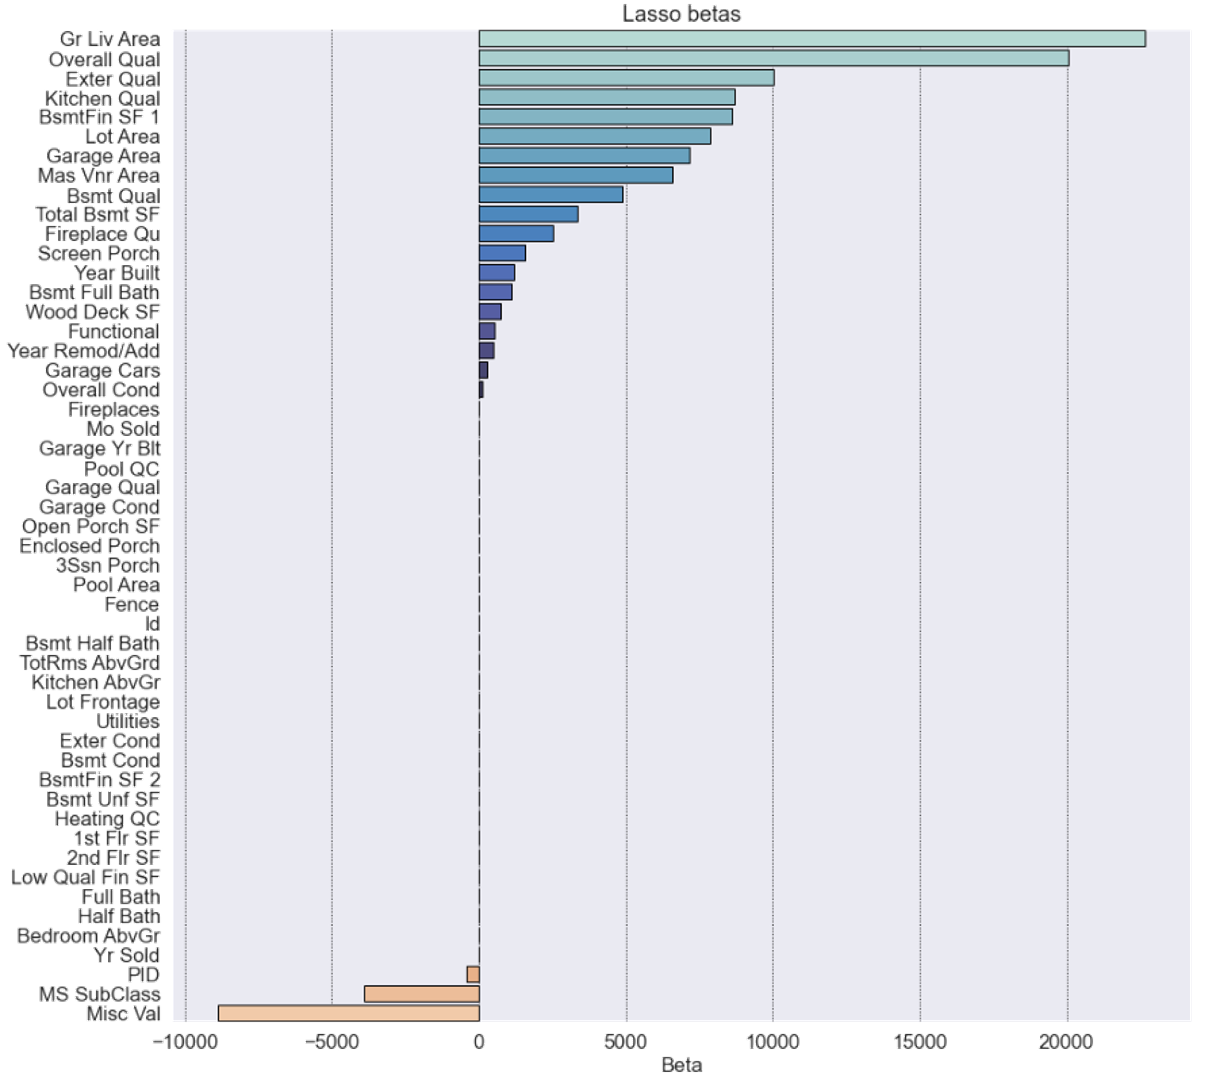 Lasso betas
Gr Liv Area
Overall Qual
Exter Qual
Kitchen Qual
BsmtFin SF 1
Lot Area
Garage Area
Mas Vnr Area
Bsmt Qual
Total Bsmt SF
Fireplace Qu
Screen Porch
Year Built
Bsmt Full Bath
Wood Deck SF
Functional
Year Remod/Add
Garage Cars
Overall Cond
Fireplaces
Mo Sold
Garage Yr Blt
Pool QC
Garage Qual
Garage Cond
Open Porch SF
Enclosed Porch
3Ssn Porch
Pool Area
Fence
Id
Bsmt Half Bath
TotRms AbvGrd
Kitchen AbvGr
Lot Frontage
Utilities
Exter Cond
Bsmt Cond
BsmtFin SF 2
Bsmt Unf SF
Heating QC
1st Flr SF
2nd Flr SF
Low Qual Fin SF
Full Bath
Half Bath
Bedroom AbvGr
Yr Sold
PID
MS SubClass
Misc Val
−10000 −5000 0 5000 10000 15000 20000
Beta